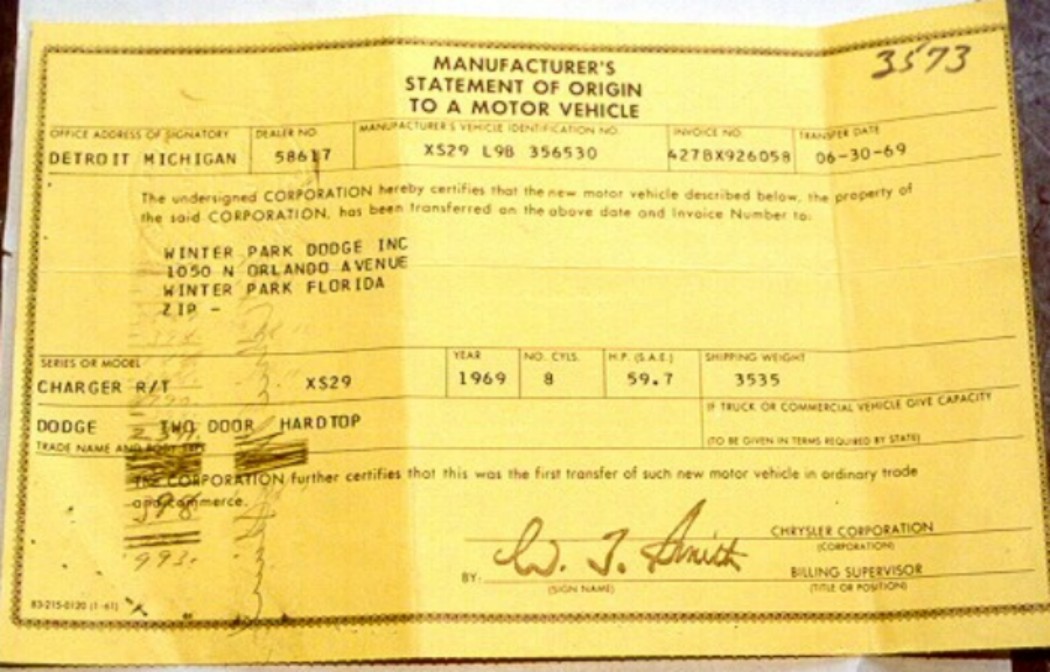 3573
MANUFACTURER'S
STATEMENT OF ORIGIN
TO A MOTOR VEHICLE
OFFICE ADDRESS OF SIGNATORY DEALER NO. MANUFACTURER'S VEHICLE IDENTIFICATION NO. INVOICE NO. TRANSFER DATE
DETROIT MICHIGAN 58617 XS29 L9B 356530 427BX926058 06-30-69
The undersigned CORPORATION hereby certifies that the new motor vehicle described below, the property of
the said CORPORATION, has been transferred on the above date and Invoice Number to:
WINTER PARK DODGE INC
1050 N ORLANDO AVENUE
WINTER PARK FLORIDA
ZIP -
SERIES OR MODEL YEAR NO. CYLS. H.P. (S.A.E.) SHIPPING WEIGHT
CHARGER R/T XS29 1969 8 59.7 3535
IF TRUCK OR COMMERCIAL VEHICLE GIVE CAPACITY
DODGE TWO DOOR HARDTOP
(TO BE GIVEN IN TERMS REQUIRED BY STATE)
TRADE NAME AND BODY TYPE
THE CORPORATION further certifies that this was the first transfer of such new motor vehicle in ordinary trade
and commerce.
993.
W. J. Smith
CHRYSLER CORPORATION
(CORPORATION)
BY: BILLING SUPERVISOR
(SIGN NAME) (TITLE OR POSITION)
83-215-0120 (1-61)